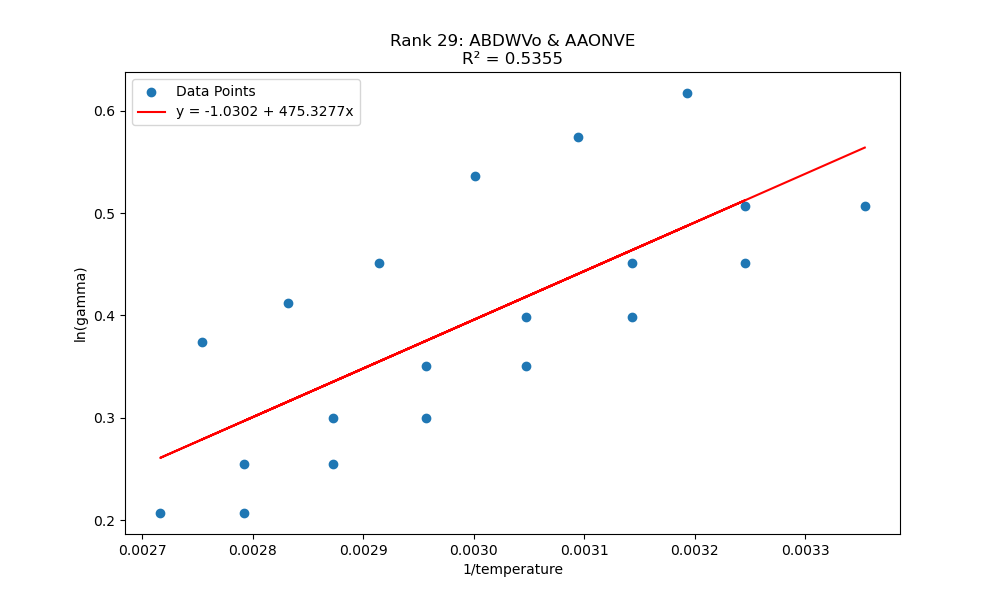 Rank 29: ABDWVo & AAONVE
R² = 0.5355
Data Points
y = -1.0302 + 475.3277x
0.6
0.5
0.4
0.3
0.2
ln(gamma)
0.0027 0.0028 0.0029 0.0030 0.0031 0.0032 0.0033
1/temperature